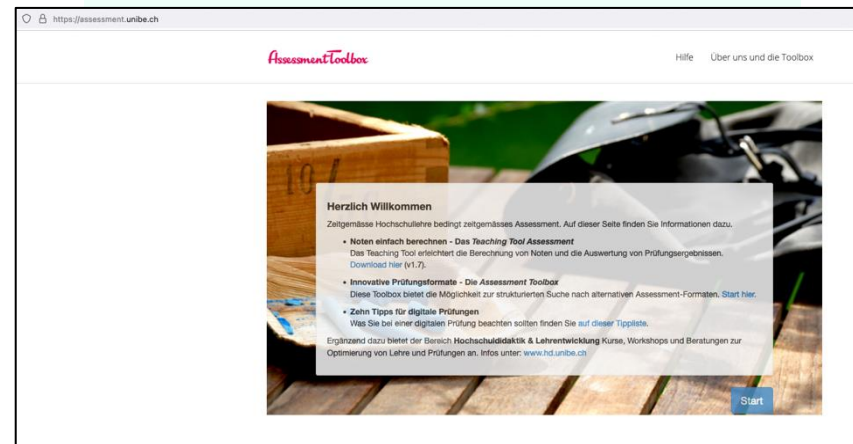 https://assessment.unibe.ch
AssessmentToolbox
Hilfe Über uns und die Toolbox
10
Herzlich Willkommen
Zeitgemässe Hochschullehre bedingt zeitgemässes Assessment. Auf dieser Seite finden Sie Informationen dazu.
• Noten einfach berechnen - Das Teaching Tool Assessment
Das Teaching Tool erleichtert die Berechnung von Noten und die Auswertung von Prüfungsergebnissen.
Download hier (v1.7).
• Innovative Prüfungsformate - Die Assessment Toolbox
Diese Toolbox bietet die Möglichkeit zur strukturierten Suche nach alternativen Assessment-Formaten. Start hier.
• Zehn Tipps für digitale Prüfungen
Was Sie bei einer digitalen Prüfung beachten sollten finden Sie auf dieser Tippliste.
Ergänzend dazu bietet der Bereich Hochschuldidaktik & Lehrentwicklung Kurse, Workshops und Beratungen zur
Optimierung von Lehre und Prüfungen an. Infos unter: www.hd.unibe.ch
Start